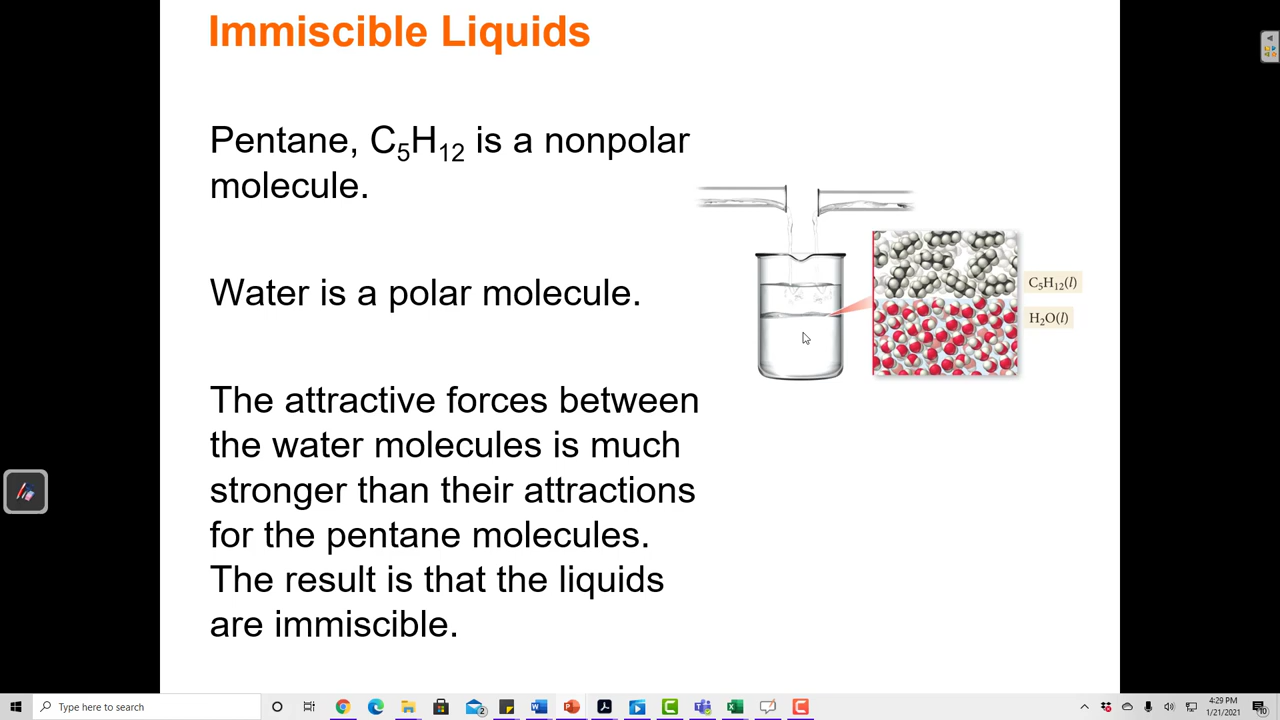 Immiscible Liquids
Pentane, C₅H₁₂ is a nonpolar
molecule.
Water is a polar molecule.
The attractive forces between
the water molecules is much
stronger than their attractions
for the pentane molecules.
The result is that the liquids
are immiscible.
C₅H₁₂(l)
H₂O(l)
Type here to search
2
4:29 PM
1/21/2021
10